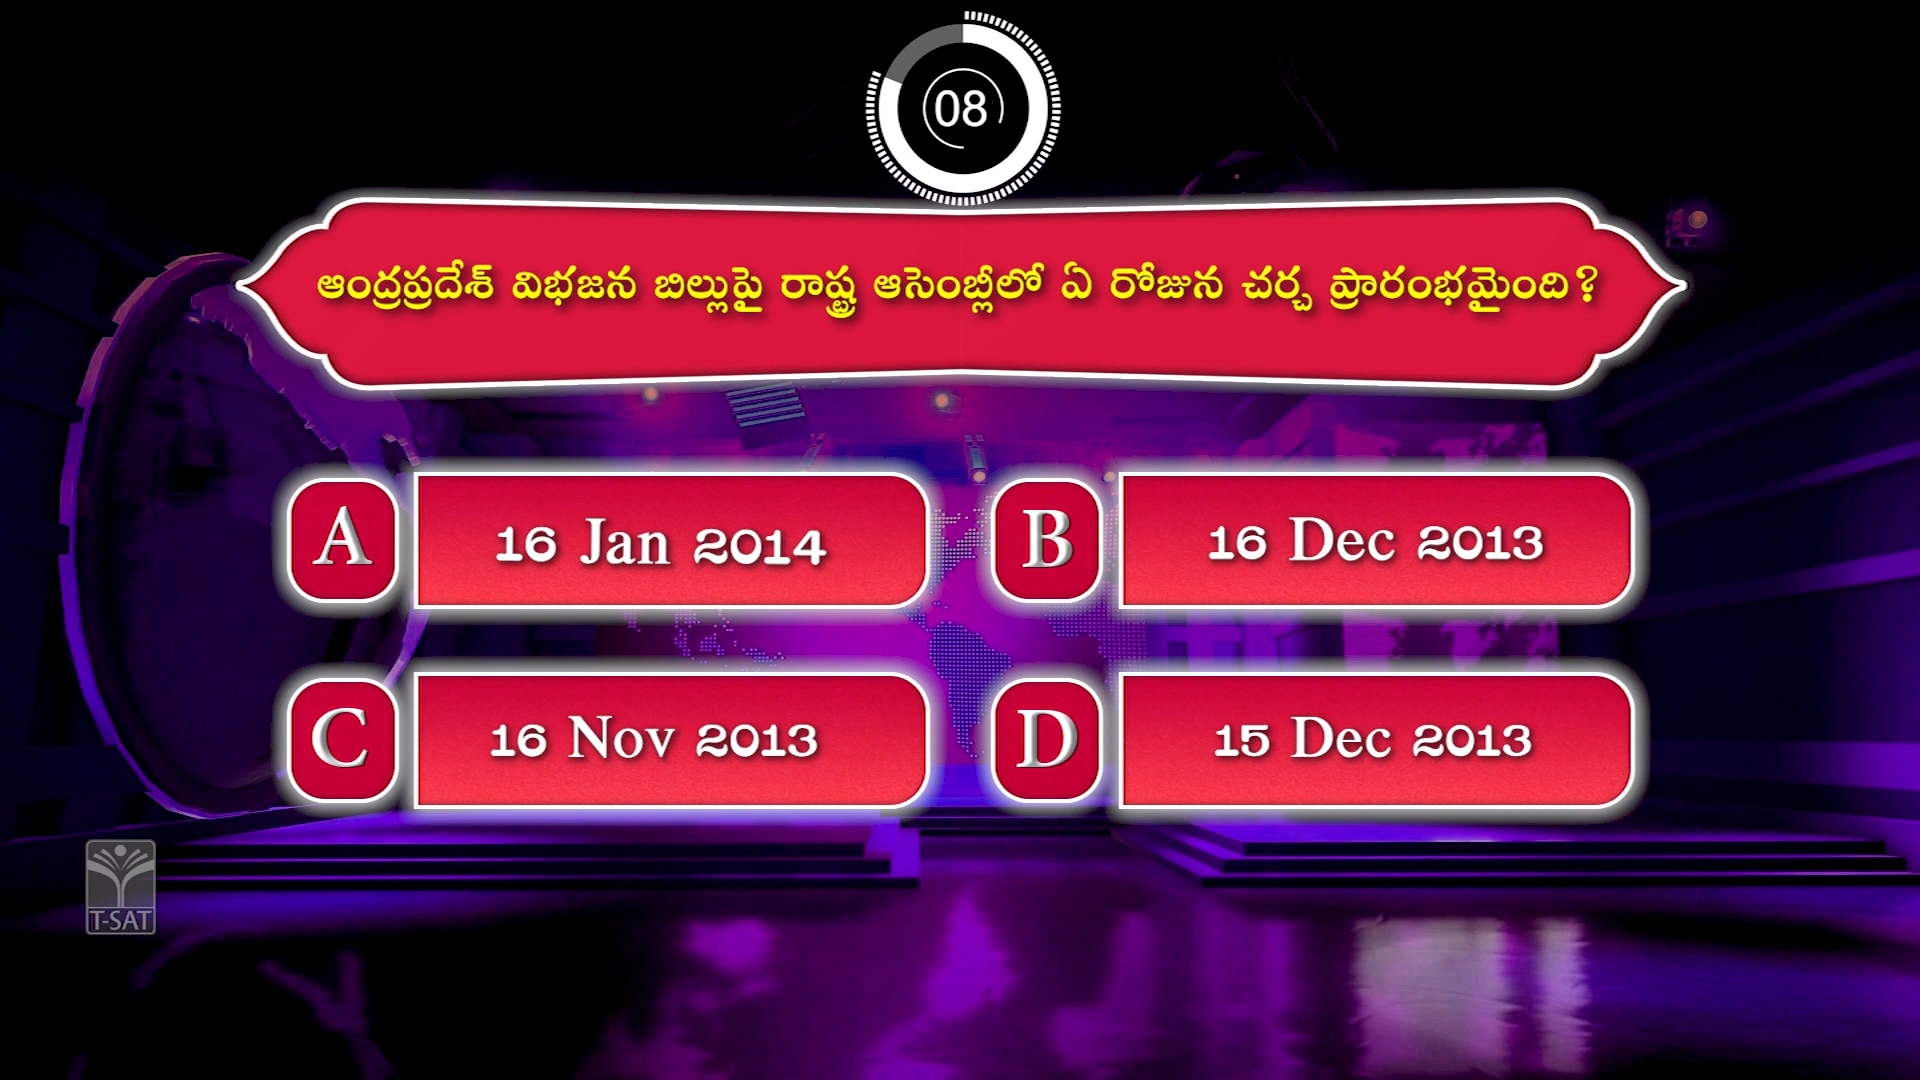 08
ఆంధ్రప్రదేశ్ విభజన బిల్లుపై రాష్ట్ర ఆసెంబ్లీలో ఏ రోజున చర్చ ప్రారంభమైంది?
A 16 Jan 2014
B 16 Dec 2013
C 16 Nov 2013
D 15 Dec 2013
T-SAT